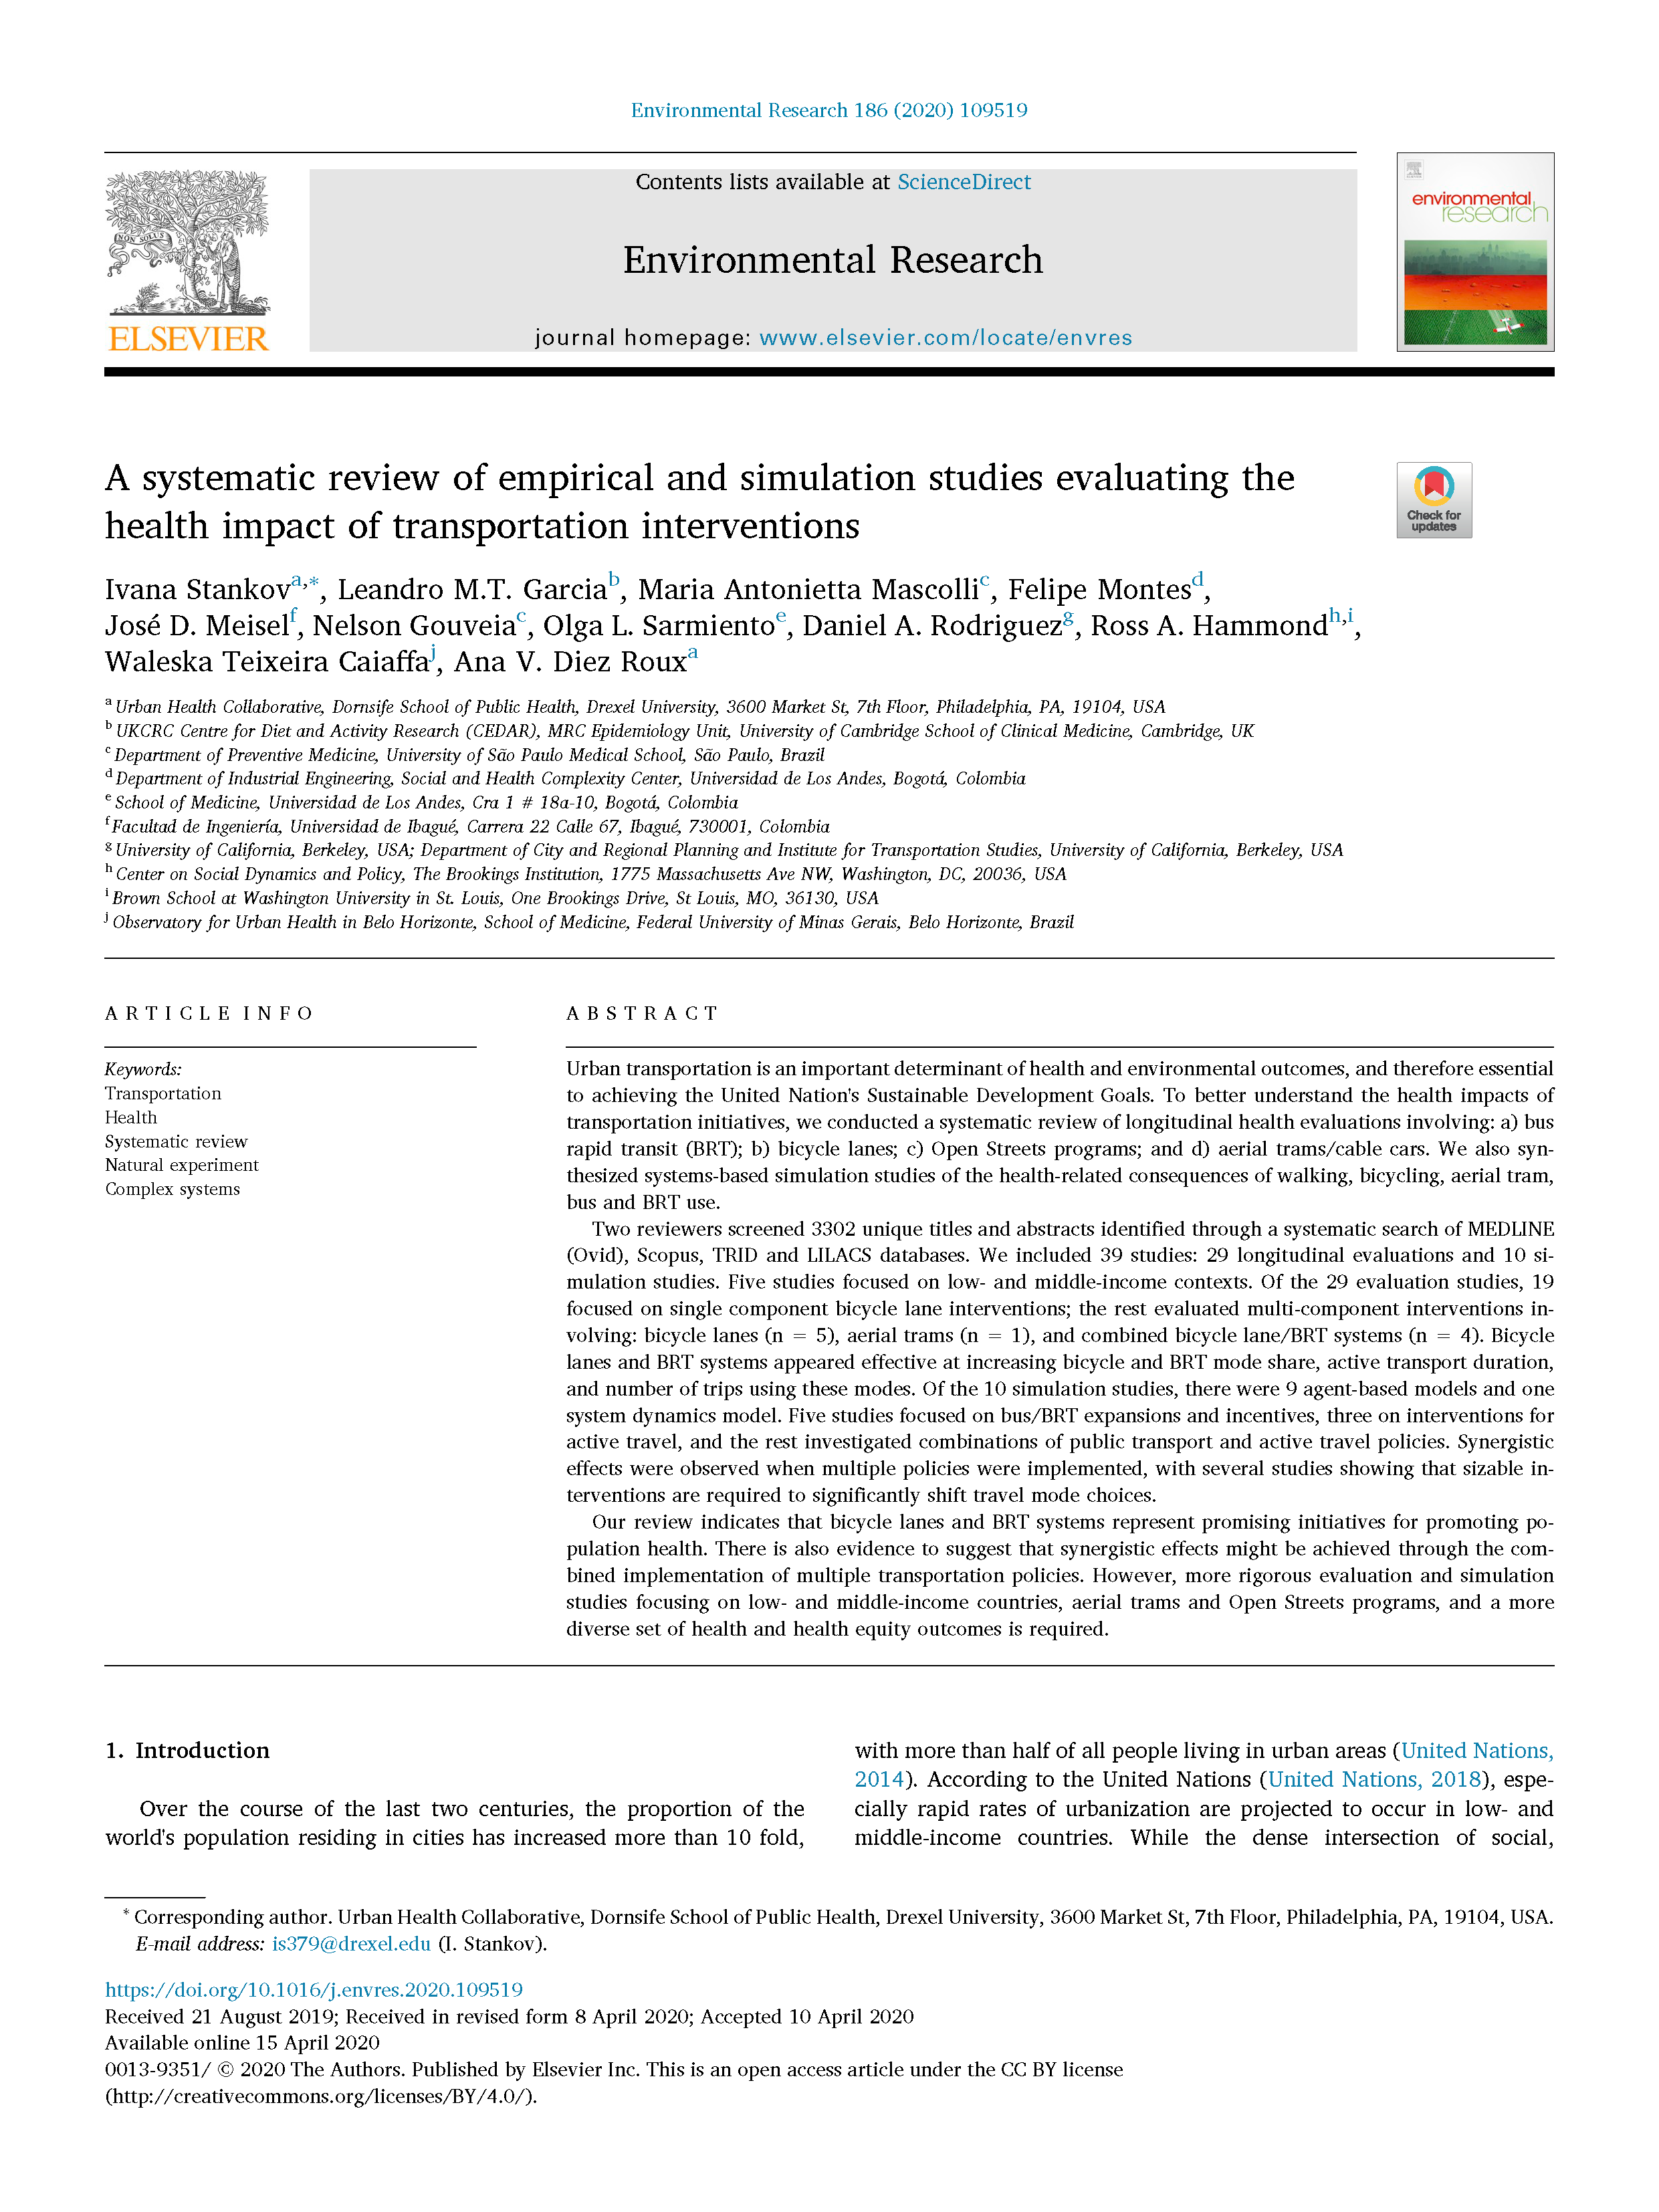 Environmental Research 186 (2020) 109519
Contents lists available at ScienceDirect
Environmental Research
journal homepage: www.elsevier.com/locate/envres
NON SOLUS
ELSEVIER
environmental
research
A systematic review of empirical and simulation studies evaluating the
health impact of transportation interventions
Check for
updates
Ivana Stankov a,*, Leandro M.T. Garcia b, Maria Antonietta Mascolli c, Felipe Montes d,
José D. Meisel f, Nelson Gouveia c, Olga L. Sarmiento e, Daniel A. Rodriguez g, Ross A. Hammond h,i,
Waleska Teixeira Caiaffa j, Ana V. Diez Roux a
a Urban Health Collaborative, Dornsife School of Public Health, Drexel University, 3600 Market St, 7th Floor, Philadelphia, PA, 19104, USA
b UKCRC Centre for Diet and Activity Research (CEDAR), MRC Epidemiology Unit, University of Cambridge School of Clinical Medicine, Cambridge, UK
c Department of Preventive Medicine, University of São Paulo Medical School, São Paulo, Brazil
d Department of Industrial Engineering, Social and Health Complexity Center, Universidad de Los Andes, Bogotá, Colombia
e School of Medicine, Universidad de Los Andes, Cra 1 # 18a-10, Bogotá, Colombia
f Facultad de Ingeniería, Universidad de Ibagué, Carrera 22 Calle 67, Ibagué, 730001, Colombia
g University of California, Berkeley, USA; Department of City and Regional Planning and Institute for Transportation Studies, University of California, Berkeley, USA
h Center on Social Dynamics and Policy, The Brookings Institution, 1775 Massachusetts Ave NW, Washington, DC, 20036, USA
i Brown School at Washington University in St. Louis, One Brookings Drive, St Louis, MO, 36130, USA
j Observatory for Urban Health in Belo Horizonte, School of Medicine, Federal University of Minas Gerais, Belo Horizonte, Brazil
ARTICLE INFO
Keywords:
Transportation
Health
Systematic review
Natural experiment
Complex systems
ABSTRACT
Urban transportation is an important determinant of health and environmental outcomes, and therefore essential
to achieving the United Nation's Sustainable Development Goals. To better understand the health impacts of
transportation initiatives, we conducted a systematic review of longitudinal health evaluations involving: a) bus
rapid transit (BRT); b) bicycle lanes; c) Open Streets programs; and d) aerial trams/cable cars. We also syn-
thesized systems-based simulation studies of the health-related consequences of walking, bicycling, aerial tram,
bus and BRT use.
Two reviewers screened 3302 unique titles and abstracts identified through a systematic search of MEDLINE
(Ovid), Scopus, TRID and LILACS databases. We included 39 studies: 29 longitudinal evaluations and 10 si-
mulation studies. Five studies focused on low- and middle-income contexts. Of the 29 evaluation studies, 19
focused on single component bicycle lane interventions; the rest evaluated multi-component interventions in-
volving: bicycle lanes (n = 5), aerial trams (n = 1), and combined bicycle lane/BRT systems (n = 4). Bicycle
lanes and BRT systems appeared effective at increasing bicycle and BRT mode share, active transport duration,
and number of trips using these modes. Of the 10 simulation studies, there were 9 agent-based models and one
system dynamics model. Five studies focused on bus/BRT expansions and incentives, three on interventions for
active travel, and the rest investigated combinations of public transport and active travel policies. Synergistic
effects were observed when multiple policies were implemented, with several studies showing that sizable in-
terventions are required to significantly shift travel mode choices.
Our review indicates that bicycle lanes and BRT systems represent promising initiatives for promoting po-
pulation health. There is also evidence to suggest that synergistic effects might be achieved through the com-
bined implementation of multiple transportation policies. However, more rigorous evaluation and simulation
studies focusing on low- and middle-income countries, aerial trams and Open Streets programs, and a more
diverse set of health and health equity outcomes is required.
1. Introduction
Over the course of the last two centuries, the proportion of the
world's population residing in cities has increased more than 10 fold,
with more than half of all people living in urban areas (United Nations,
2014). According to the United Nations (United Nations, 2018), espe-
cially rapid rates of urbanization are projected to occur in low- and
middle-income countries. While the dense intersection of social,
* Corresponding author. Urban Health Collaborative, Dornsife School of Public Health, Drexel University, 3600 Market St, 7th Floor, Philadelphia, PA, 19104, USA.
E-mail address: is379@drexel.edu (I. Stankov).
https://doi.org/10.1016/j.envres.2020.109519
Received 21 August 2019; Received in revised form 8 April 2020; Accepted 10 April 2020
Available online 15 April 2020
0013-9351/ © 2020 The Authors. Published by Elsevier Inc. This is an open access article under the CC BY license
(http://creativecommons.org/licenses/BY/4.0/).